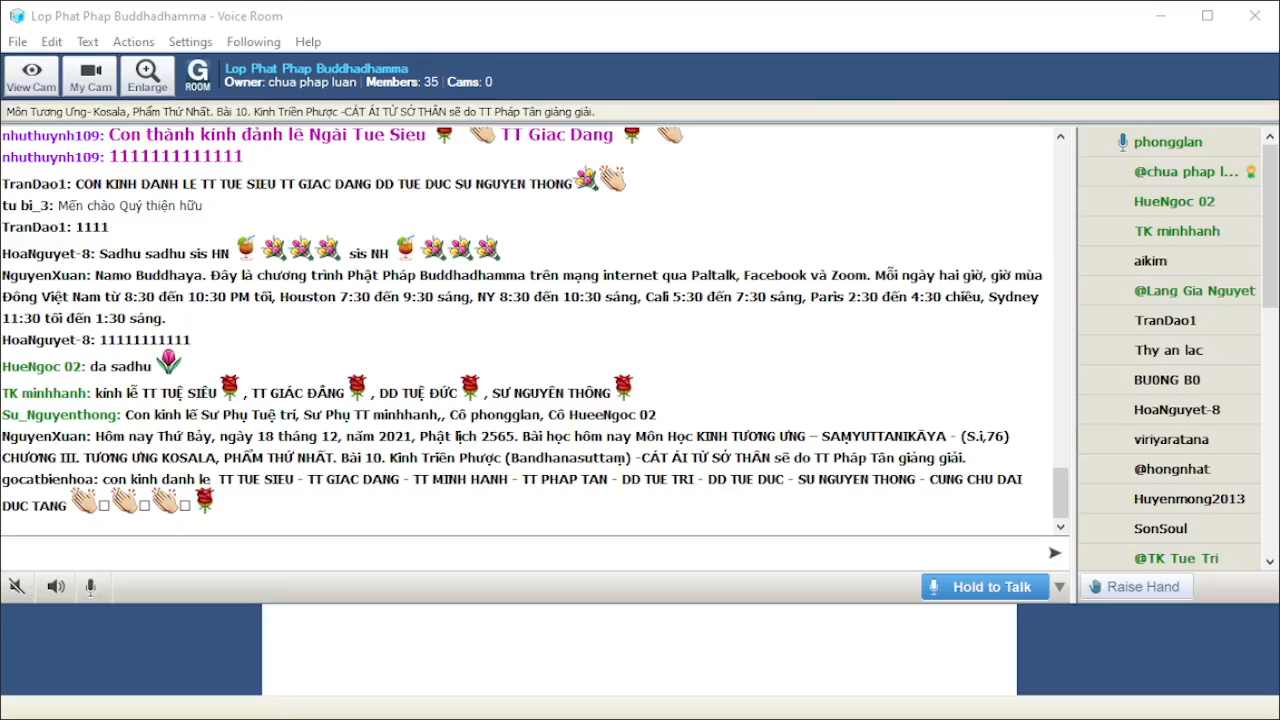 Lop Phat Phap Buddhadhamma - Voice Room
File Edit Text Actions Settings Following Help
View Cam My Cam Enlarge G ROOM Lop Phat Phap Buddhadhamma
Owner: chua phap luan Members: 35 Cams: 0
Môn Tương Ưng-Kosala, Phẩm Thứ Nhất. Bài 10. Kinh Triền Phược -CÁT ÁI TỪ SỞ THÂN sẽ do TT Pháp Tân giảng giải.
nhuthuynh109: Con thành kính đảnh lê Ngài Tue Sieu TT Giac Dang
nhuthuynh109: 1111111111111
TranDao1: CON KINH DANH LE TT TUE SIEU TT GIAC DANG DD TUE DUC SU NGUYEN THONG
tu bi_3: Mến chào Quý thiện hữu
TranDao1: 1111
HoaNguyet-8: Sadhu sadhu sis HN sis NH
NguyenXuan: Namo Buddhaya. Đây là chương trình Phật Pháp Buddhadhamma trên mạng internet qua Paltalk, Facebook và Zoom. Mỗi ngày hai giờ, giờ mùa
Đông Việt Nam từ 8:30 đến 10:30 PM tối, Houston 7:30 đến 9:30 sáng, NY 8:30 đến 10:30 sáng, Cali 5:30 đến 7:30 sáng, Paris 2:30 đến 4:30 chiều, Sydney
11:30 tối đến 1:30 sáng.
HoaNguyet-8: 11111111111
HueNgoc 02: da sadhu
TK minhhanh: kính lễ TT TUỆ SIÊU , TT GIÁC ĐẲNG , DD TUỆ ĐỨC , SƯ NGUYÊN THÔNG
Su_Nguyenthong: Con kinh lế Sư Phụ Tuệ trí, Sư Phụ TT minhhanh,, Cô phongglan, Cô HueeNgoc 02
NguyenXuan: Hôm nay Thứ Bảy, ngày 18 tháng 12, năm 2021, Phật lịch 2565. Bài học hôm nay Môn Học KINH TƯƠNG ƯNG – SAṂYUTTANIKĀYA - (S.i,76)
CHƯƠNG III. TƯƠNG ƯNG KOSALA, PHẨM THỨ NHẤT. Bài 10. Kinh Triền Phược (Bandhanasuttaṃ) -CÁT ÁI TỪ SỞ THÂN sẽ do TT Pháp Tân giảng giải.
gocatbienhoa: con kinh danh le TT TUE SIEU - TT GIAC DANG - TT MINH HANH - TT PHAP TAN - DD TUE TRI - DD TUE DUC - SU NGUYEN THONG - CUNG CHU DAI
DUC TANG
Hold to Talk
phongglan
@chua phap l...
HueNgoc 02
TK minhhanh
aikim
@Lang Gia Nguyet
TranDao1
Thy an lac
BU0NG B0
HoaNguyet-8
viriyaratana
@hongnhat
Huyenmong2013
SonSoul
@TK Tue Tri
Raise Hand